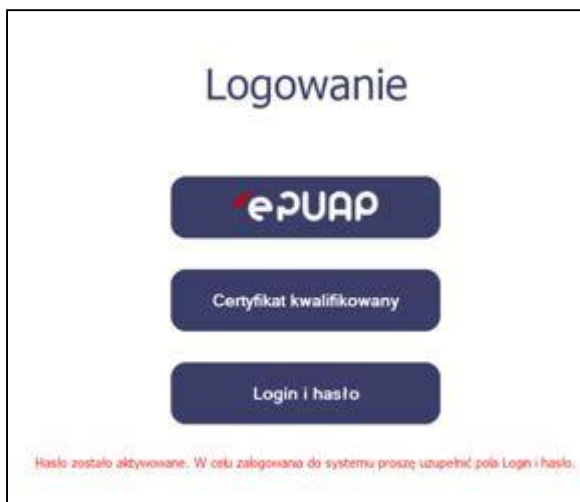 Logowanie
ePUAP
Certyfikat kwalifikowany
Login i hasło
Hasło zostało aktywowane. W celu zalogowania do systemu proszę uzupełnić pola Login i hasło.